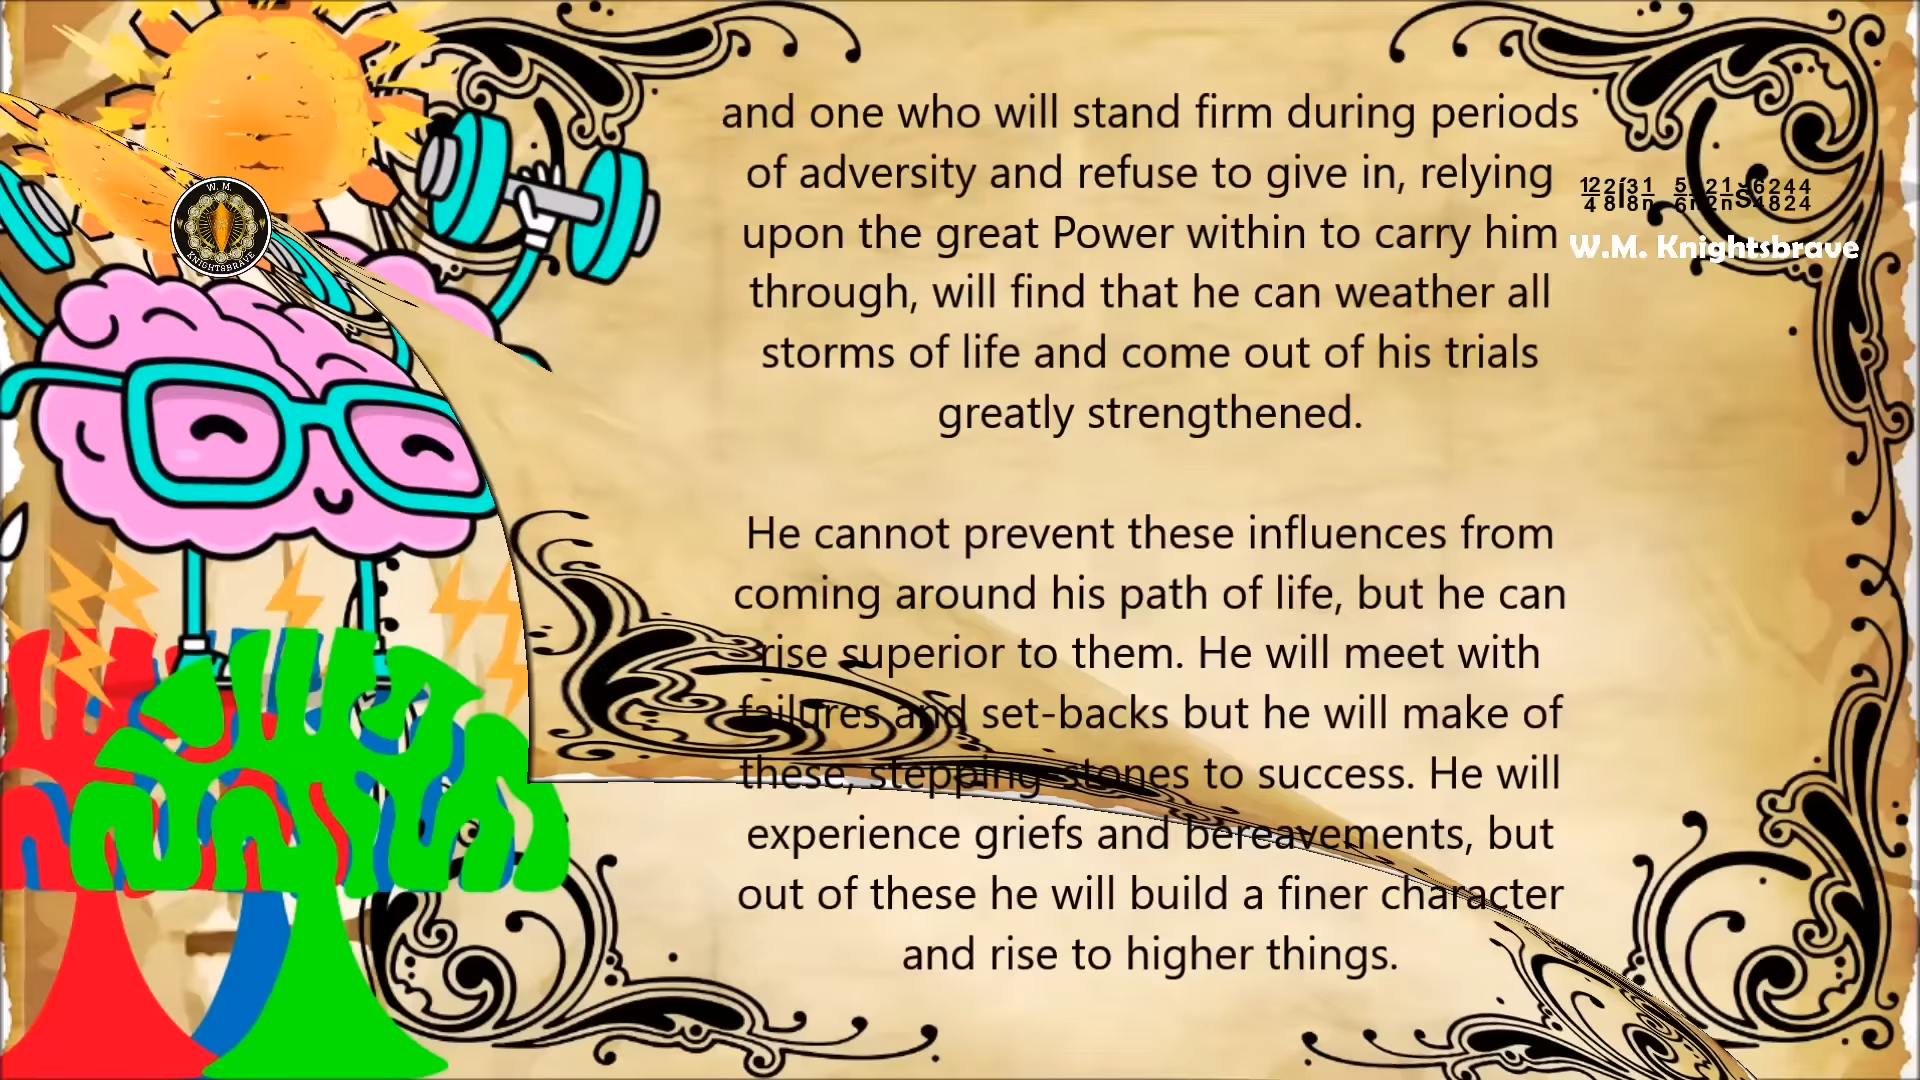 and one who will stand firm during periods
of adversity and refuse to give in, relying
upon the great Power within to carry him
through, will find that he can weather all
storms of life and come out of his trials
greatly strengthened.
He cannot prevent these influences from
coming around his path of life, but he can
rise superior to them. He will meet with
failures and set-backs but he will make of
these, stepping-stones to success. He will
experience griefs and bereavements, but
out of these he will build a finer character
and rise to higher things.
W.M. Knightsbrave
W. M.
KNIGHTSBRAVE